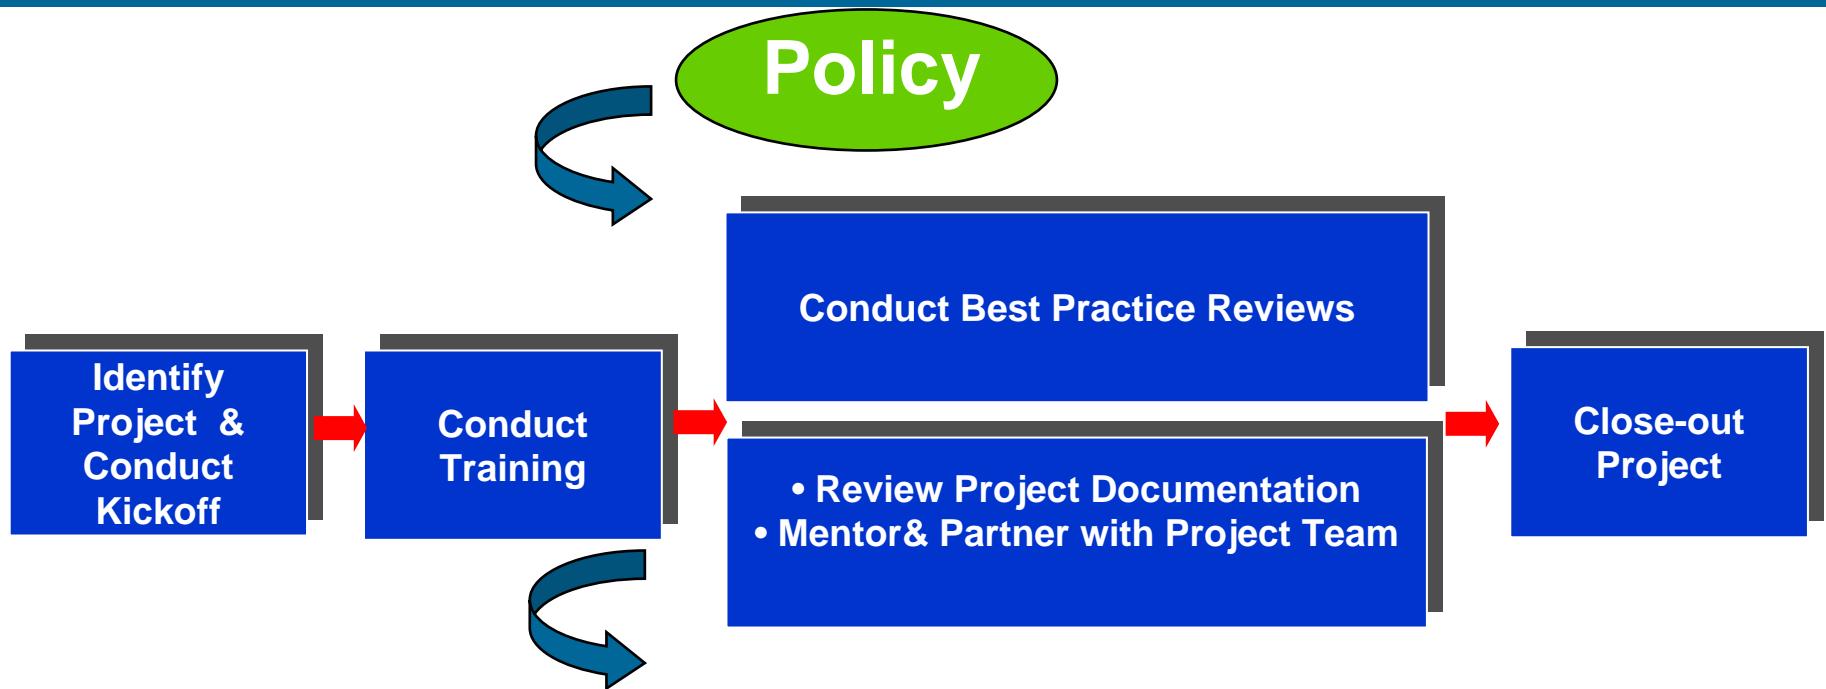 Policy
Identify
Project  &
Conduct
Kickoff
Conduct
Training
Conduct Best Practice Reviews
• Review Project Documentation
• Mentor& Partner with Project Team
Close-out
Project